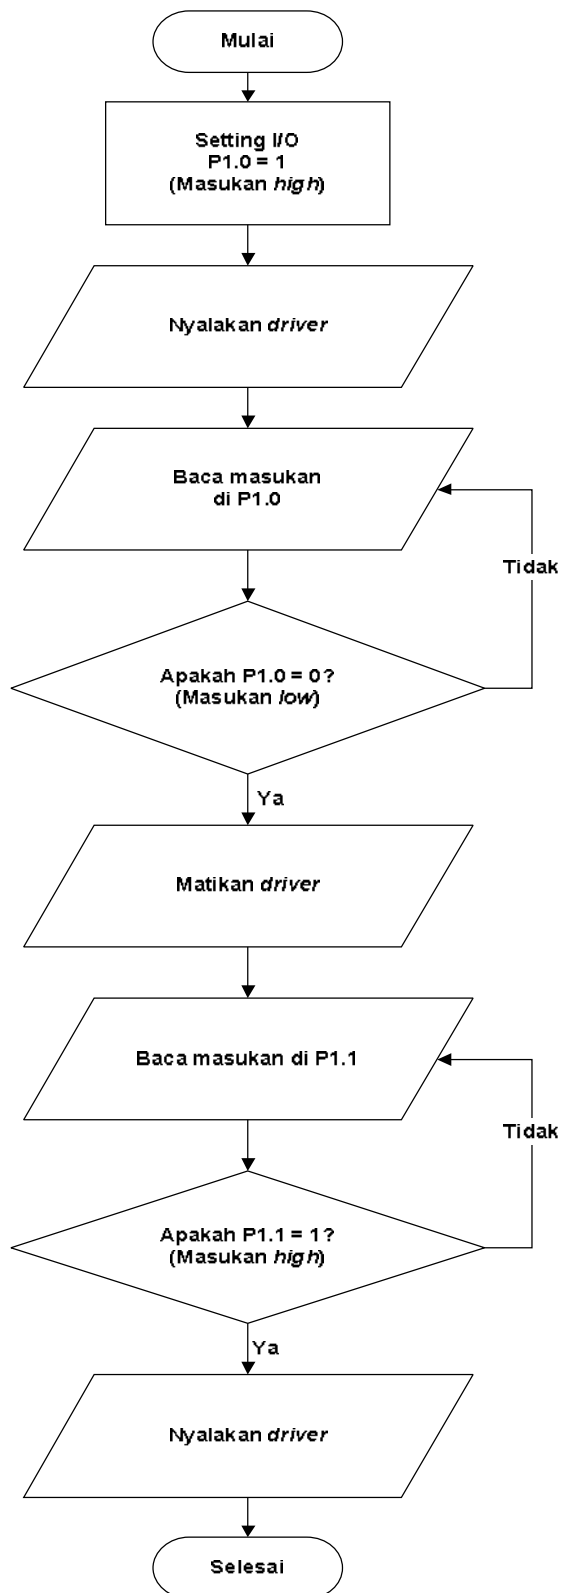 Mulai
Setting I/O
P1.0 = 1
(Masukan high)
Nyalakan driver
Baca masukan
di P1.0
Tidak
Apakah P1.0 = 0?
(Masukan low)
Ya
Matikan driver
Baca masukan di P1.1
Tidak
Apakah P1.1 = 1?
(Masukan high)
Ya
Nyalakan driver
Selesai